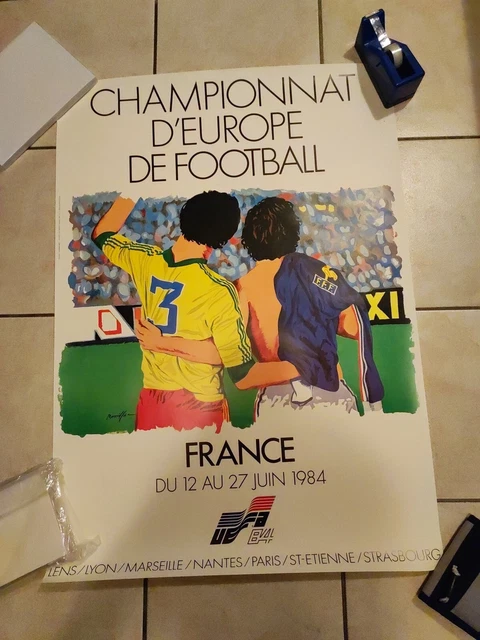 CHAMPIONNAT
D'EUROPE
DE FOOTBALL
F.F.F.
3
XI
FRANCE
DU 12 AU 27 JUIN 1984
UEFA
84
LENS/LYON/MARSEILLE/NANTES/PARIS/ST-ETIENNE/STRASBOURG